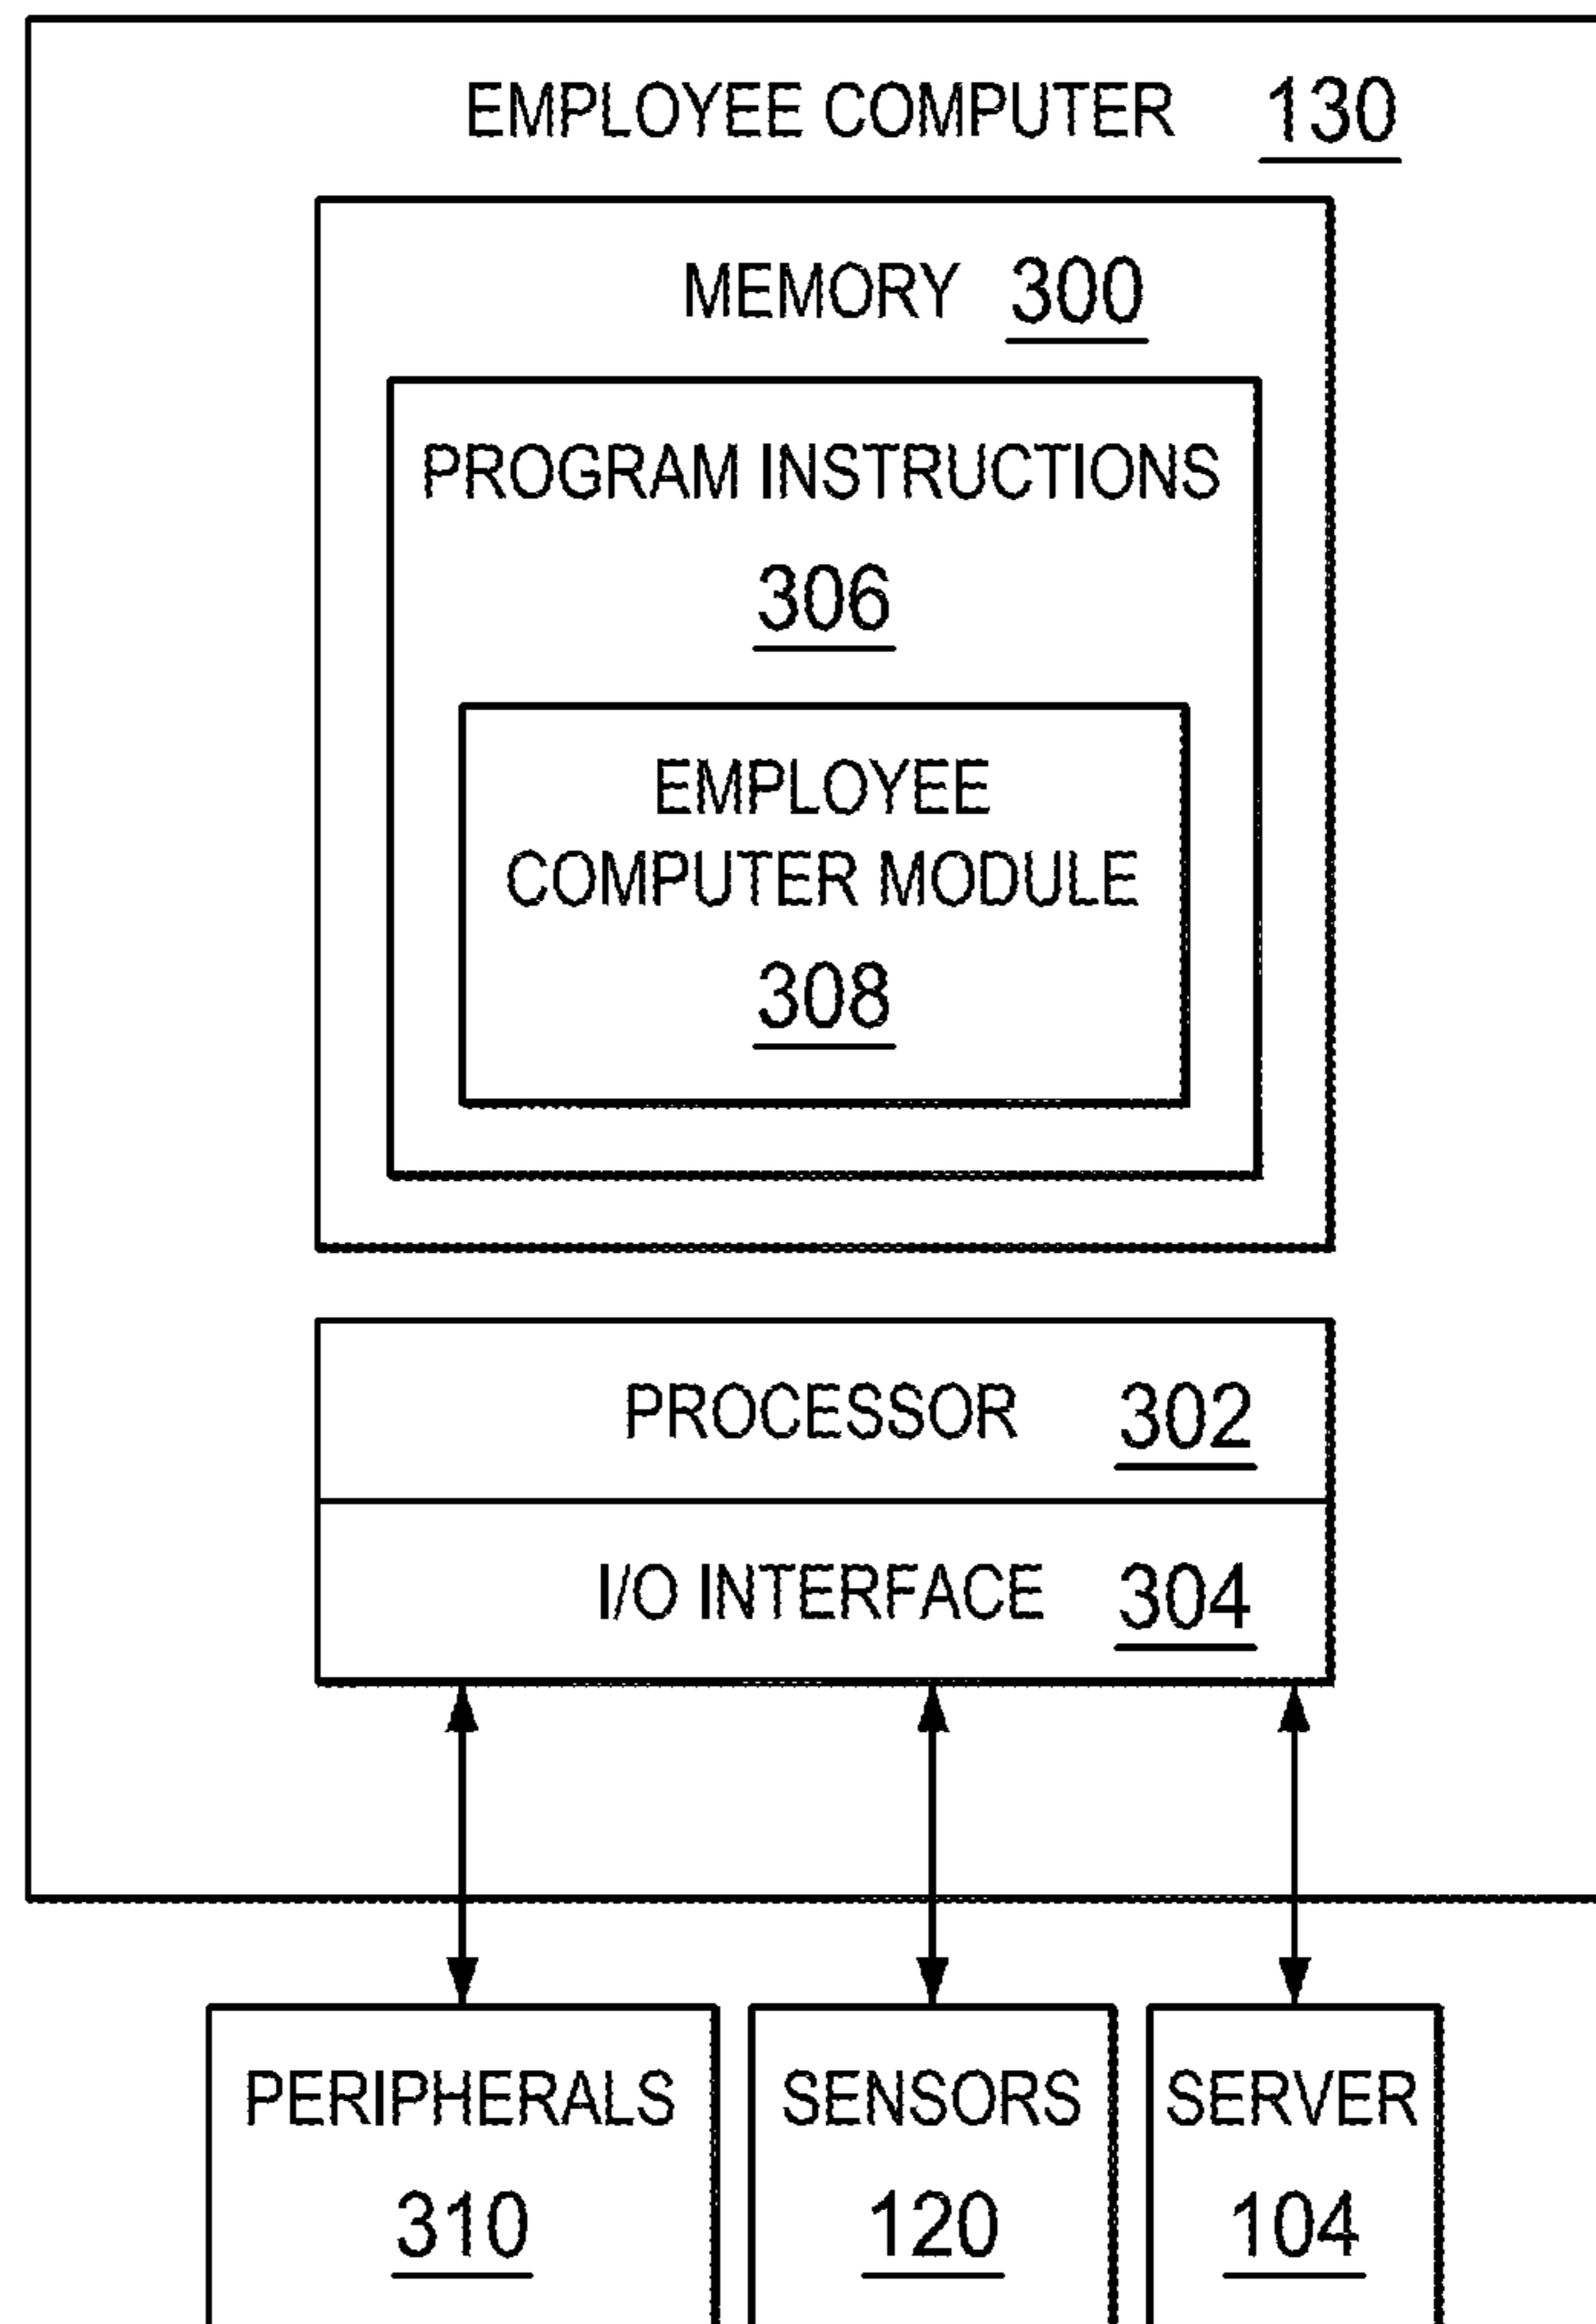 EMPLOYEE COMPUTER 130
MEMORY 300
PROGRAM INSTRUCTIONS
306
EMPLOYEE
COMPUTER MODULE
308
PROCESSOR 302
I/O INTERFACE 304
PERIPHERALS SENSORS SERVER
310 120 104